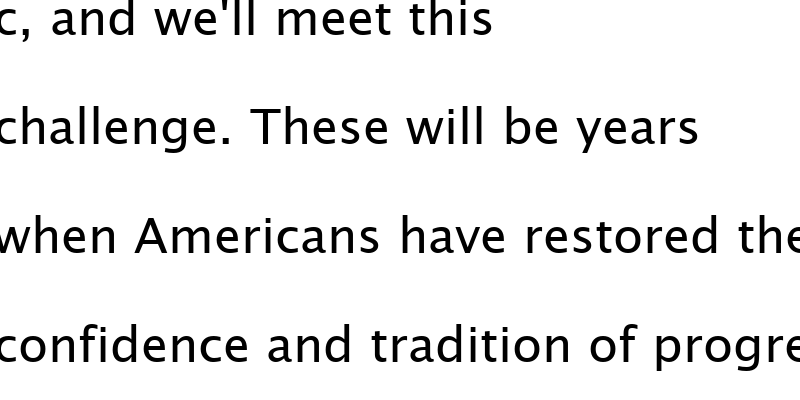 c, and we'll meet this
challenge. These will be years
when Americans have restored the
confidence and tradition of progre